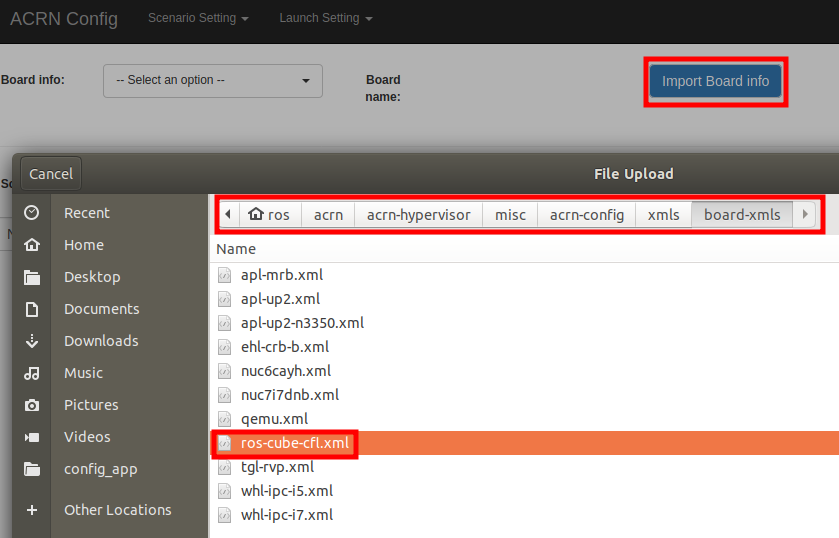 ACRN Config Scenario Setting Launch Setting
Board info: -- Select an option -- Board name: Import Board info
Cancel File Upload
ros acrn acrn-hypervisor misc acrn-config xmls board-xmls
Recent
Home
Desktop
Documents
Downloads
Music
Pictures
Videos
config_app
Other Locations
Name
apl-mrb.xml
apl-up2.xml
apl-up2-n3350.xml
ehl-crb-b.xml
nuc6cayh.xml
nuc7i7dnb.xml
qemu.xml
ros-cube-cfl.xml
tgl-rvp.xml
whl-ipc-i5.xml
whl-ipc-i7.xml